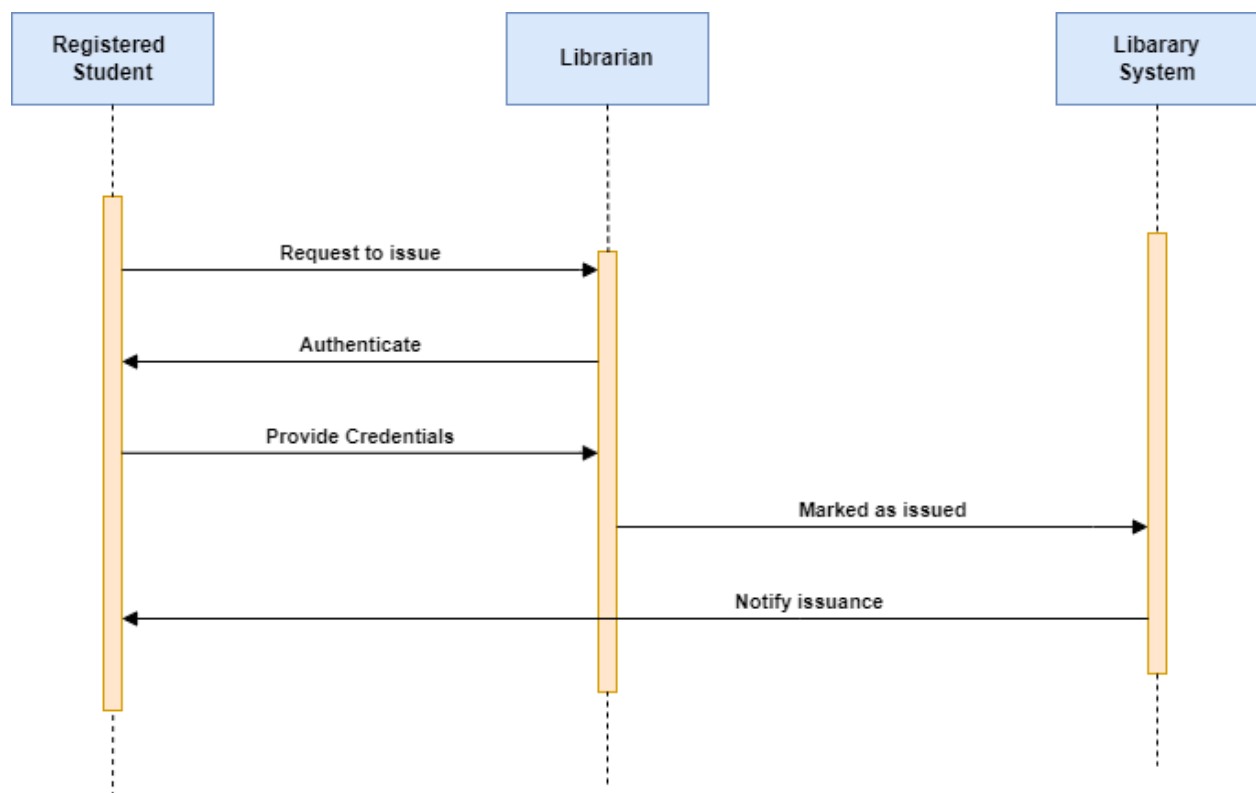 Registered
Student
Librarian
Libarary
System
Request to issue
Authenticate
Provide Credentials
Marked as issued
Notify issuance